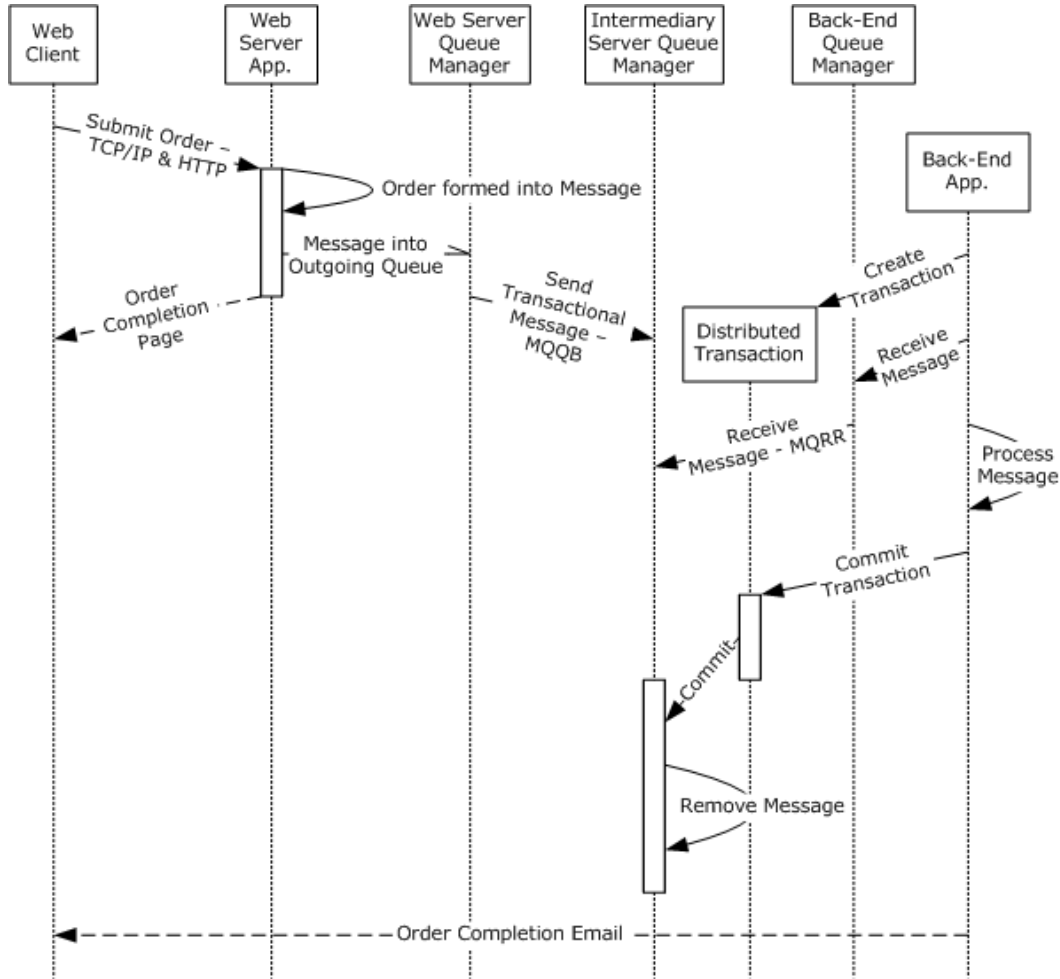 Web
Client
Web
Server
App.
Web Server
Queue
Manager
Intermediary
Server Queue
Manager
Back-End
Queue
Manager
Submit Order –
TCP/IP & HTTP
Back-End
App.
Order formed into Message
Message into
Outgoing Queue
Create
Transaction
Order
Completion
Page
Send
Transactional
Message –
MQQB
Distributed
Transaction
Receive
Message
Receive
Message - MQRR
Process
Message
Commit
Transaction
Commit
Remove Message
Order Completion Email